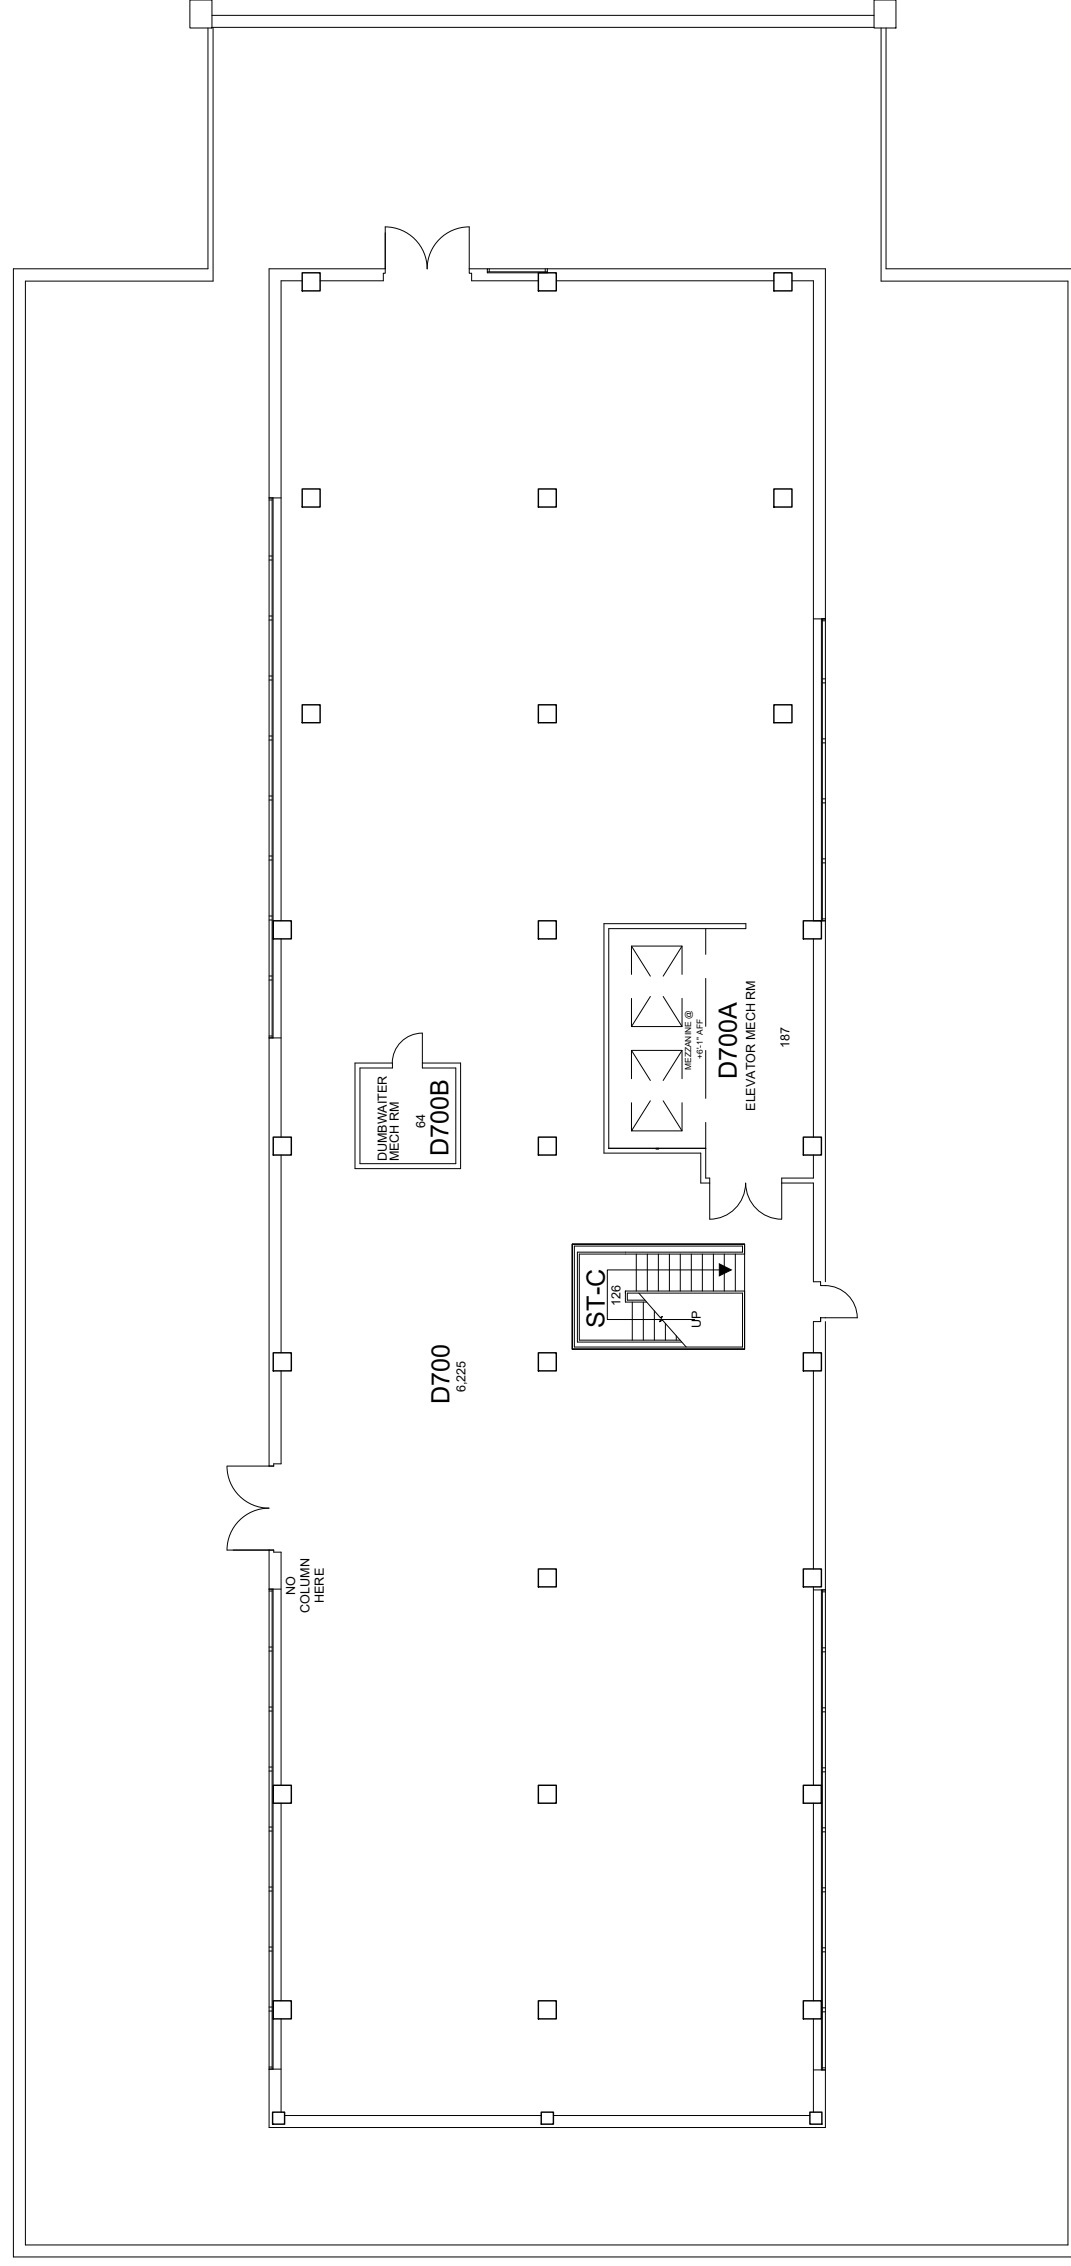 DUMBWAITER
MECH RM
64
D700B
MEZZANINE @
+6'-1" AFF
D700A
ELEVATOR MECH RM
187
ST-C
126
UP
D700
6,225
NO
COLUMN
HERE